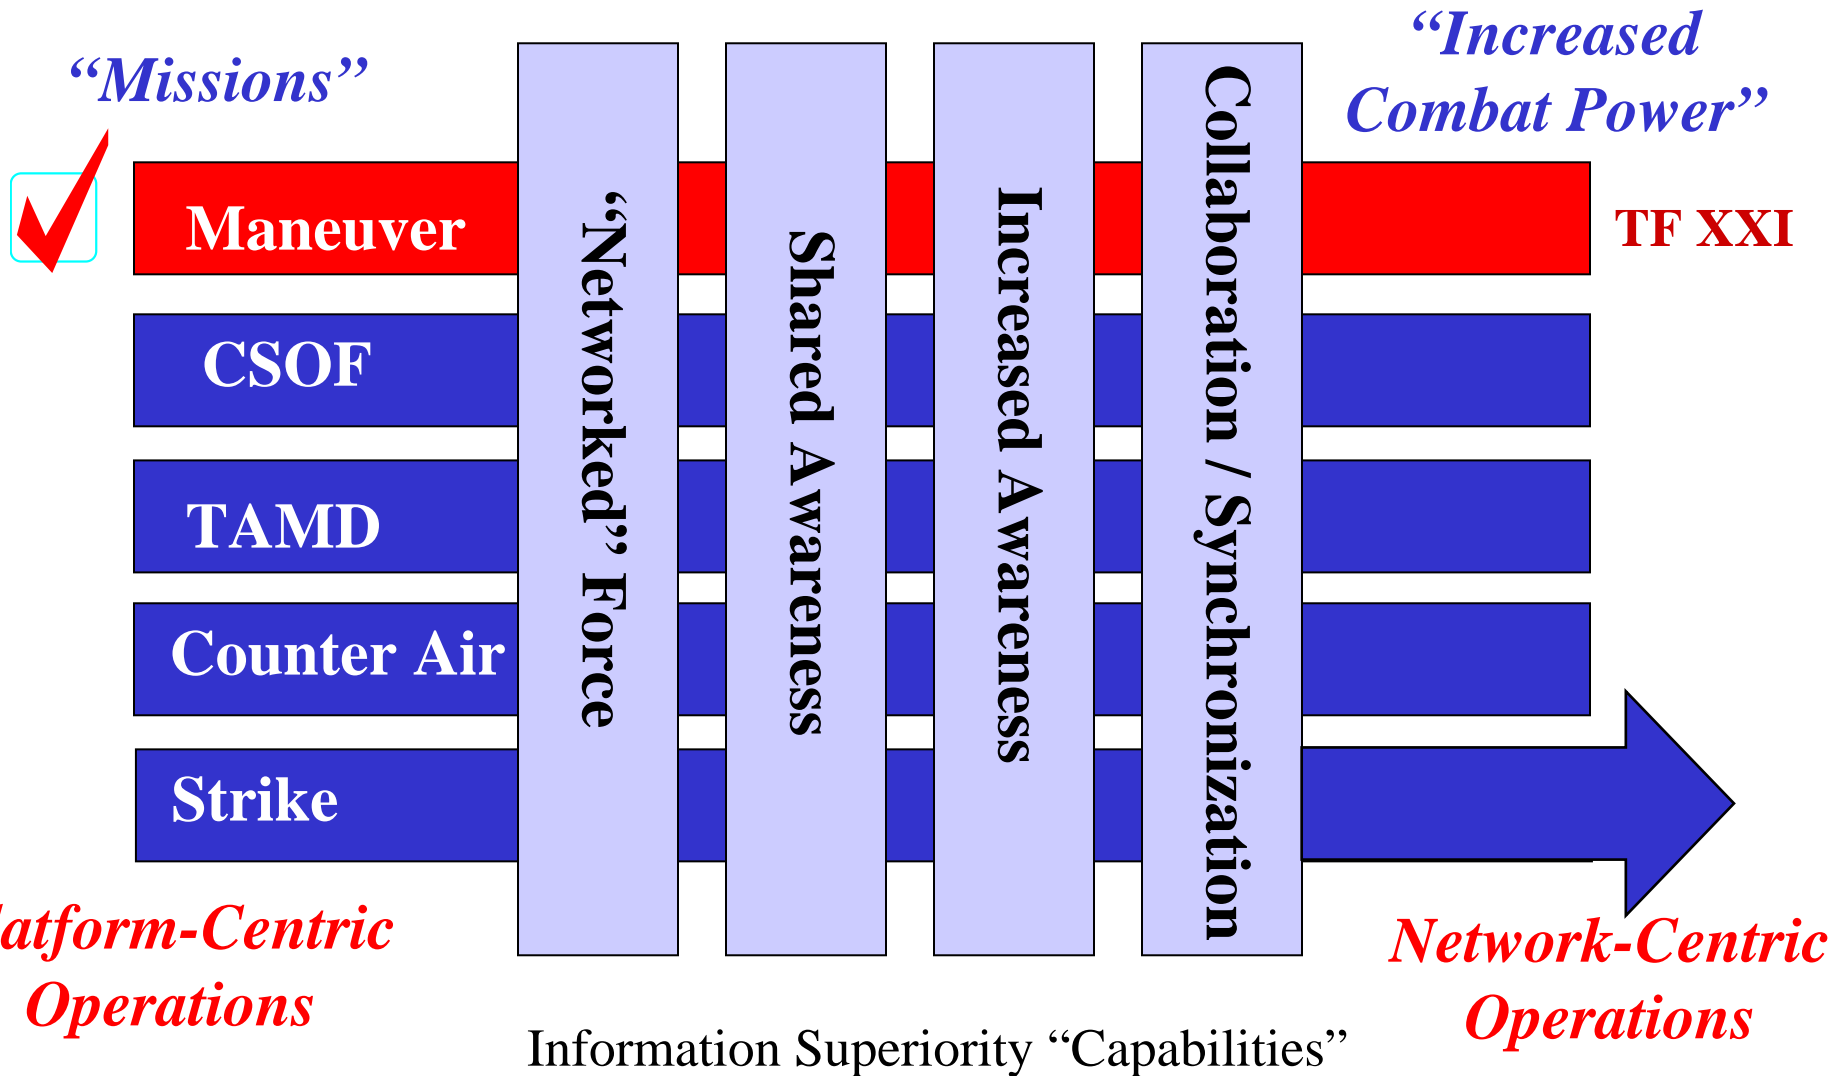 “Missions”
“Increased
Combat Power”
Maneuver
TF XXI
CSOF
TAMD
Counter Air
Strike
“Networked” Force
Shared Awareness
Increased Awareness
Collaboration / Synchronization
latform-Centric
Operations
Network-Centric
Operations
Information Superiority “Capabilities”